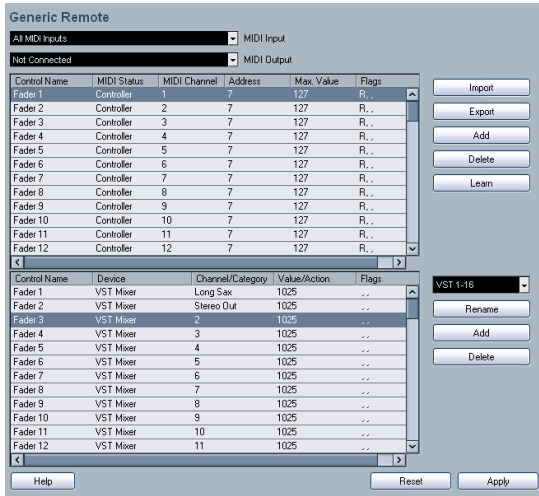 Generic Remote
All MIDI Inputs MIDI Input
Not Connected MIDI Output
Control Name MIDI Status MIDI Channel Address Max. Value Flags
Fader 1 Controller 1 7 127 R, ,
Fader 2 Controller 2 7 127 R, ,
Fader 3 Controller 3 7 127 R, ,
Fader 4 Controller 4 7 127 R, ,
Fader 5 Controller 5 7 127 R, ,
Fader 6 Controller 6 7 127 R, ,
Fader 7 Controller 7 7 127 R, ,
Fader 8 Controller 8 7 127 R, ,
Fader 9 Controller 9 7 127 R, ,
Fader 10 Controller 10 7 127 R, ,
Fader 11 Controller 11 7 127 R, ,
Fader 12 Controller 12 7 127 R, ,
Import
Export
Add
Delete
Learn
Control Name Device Channel/Category Value/Action Flags
Fader 1 VST Mixer Long Sax 1025 , ,
Fader 2 VST Mixer Stereo Out 1025 , ,
Fader 3 VST Mixer 2 1025 , ,
Fader 4 VST Mixer 3 1025 , ,
Fader 5 VST Mixer 4 1025 , ,
Fader 6 VST Mixer 5 1025 , ,
Fader 7 VST Mixer 6 1025 , ,
Fader 8 VST Mixer 7 1025 , ,
Fader 9 VST Mixer 8 1025 , ,
Fader 10 VST Mixer 9 1025 , ,
Fader 11 VST Mixer 10 1025 , ,
Fader 12 VST Mixer 11 1025 , ,
VST 1-16
Rename
Add
Delete
Help Reset Apply